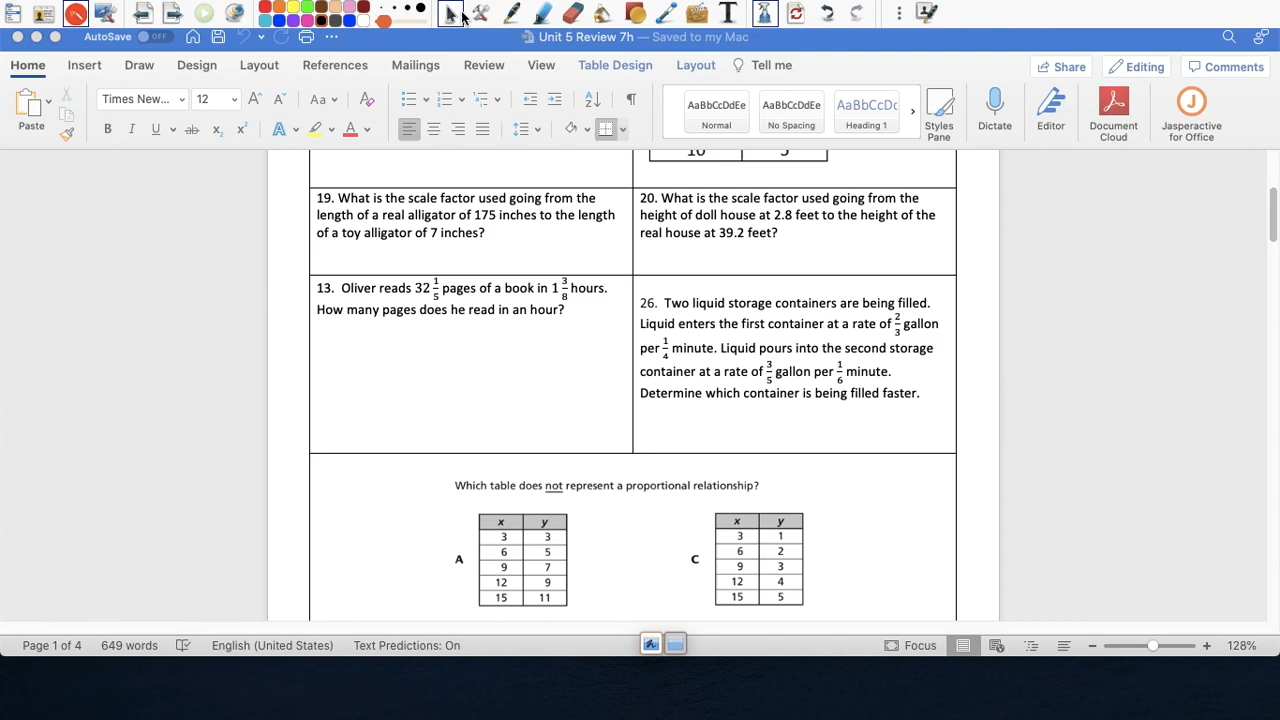 AutoSave OFF
Unit 5 Review 7h — Saved to my Mac
Home Insert Draw Design Layout References Mailings Review View Table Design Layout Tell me
Share Editing Comments
Paste
Times New... 12
AaBbCcDdEe AaBbCcDdEe AaBbCcDc
Normal No Spacing Heading 1
Styles Pane
Dictate
Editor
Document Cloud
Jasperactive for Office
10 5
19. What is the scale factor used going from the
length of a real alligator of 175 inches to the length
of a toy alligator of 7 inches?
20. What is the scale factor used going from the
height of doll house at 2.8 feet to the height of the
real house at 39.2 feet?
13. Oliver reads 32 1/5 pages of a book in 1 3/8 hours.
How many pages does he read in an hour?
26. Two liquid storage containers are being filled.
Liquid enters the first container at a rate of 2/3 gallon
per 1/4 minute. Liquid pours into the second storage
container at a rate of 3/5 gallon per 1/6 minute.
Determine which container is being filled faster.
Which table does not represent a proportional relationship?
A
x y
3 3
6 5
9 7
12 9
15 11
C
x y
3 1
6 2
9 3
12 4
15 5
Page 1 of 4 649 words English (United States) Text Predictions: On Focus 128%